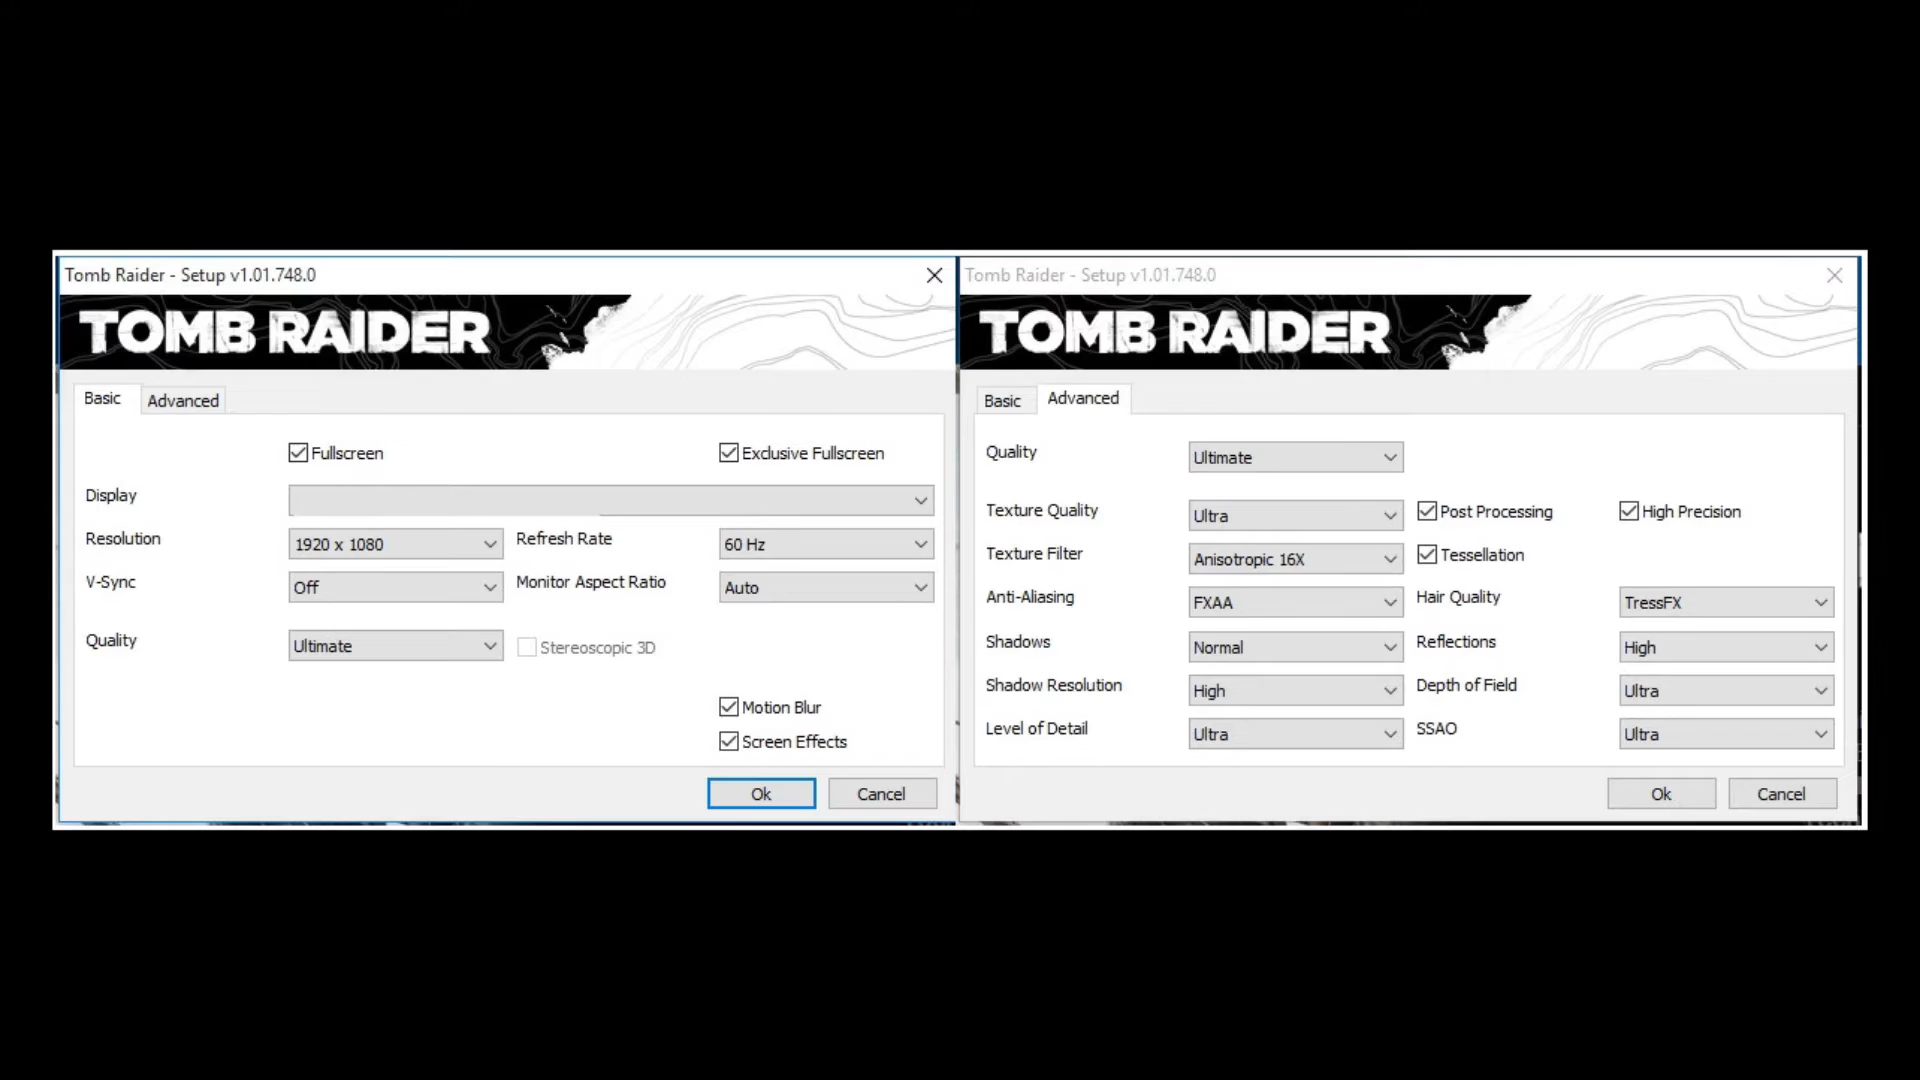 Tomb Raider - Setup v1.01.748.0
TOMB RAIDER
Basic Advanced
Fullscreen Exclusive Fullscreen
Display
Resolution 1920 x 1080 Refresh Rate 60 Hz
V-Sync Off Monitor Aspect Ratio Auto
Quality Ultimate Stereoscopic 3D
Motion Blur
Screen Effects
Ok Cancel
Tomb Raider - Setup v1.01.748.0
TOMB RAIDER
Basic Advanced
Quality Ultimate
Texture Quality Ultra Post Processing High Precision
Texture Filter Anisotropic 16X Tessellation
Anti-Aliasing FXAA Hair Quality TressFX
Shadows Normal Reflections High
Shadow Resolution High Depth of Field Ultra
Level of Detail Ultra SSAO Ultra
Ok Cancel